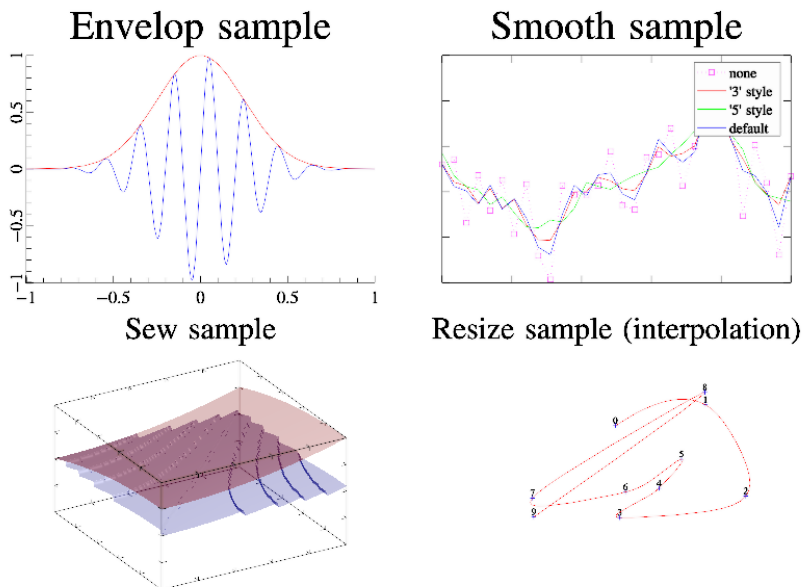 Envelop sample
Smooth sample
1
0.5
0
−0.5
−1
−1
−0.5
0
0.5
1
none
'3' style
'5' style
default
Sew sample
Resize sample (interpolation)
8
1
0
5
6
4
7
2
9
3